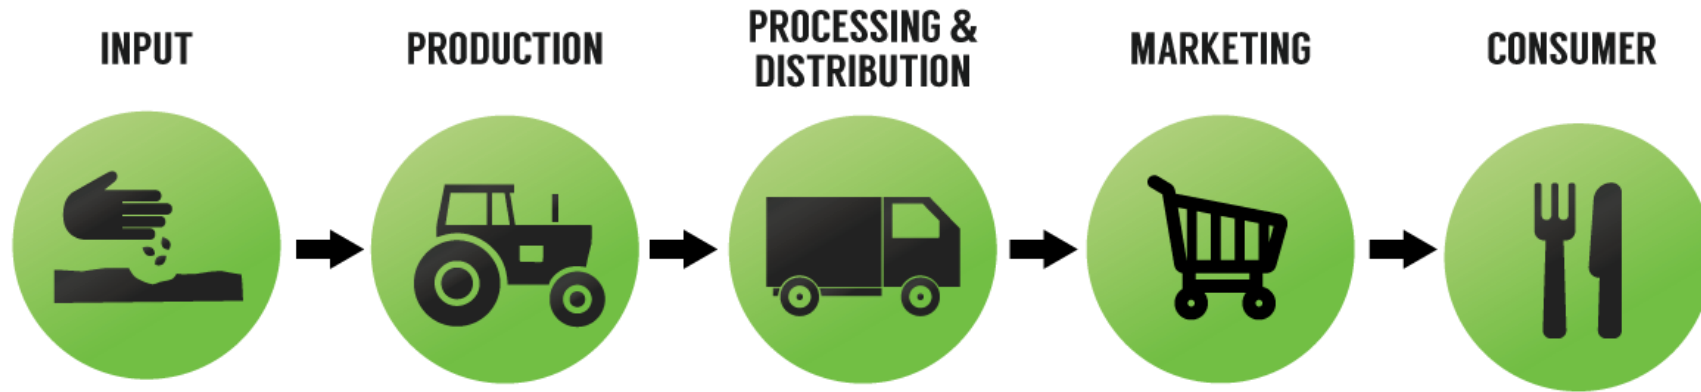 INPUT
PRODUCTION
PROCESSING &
DISTRIBUTION
MARKETING
CONSUMER